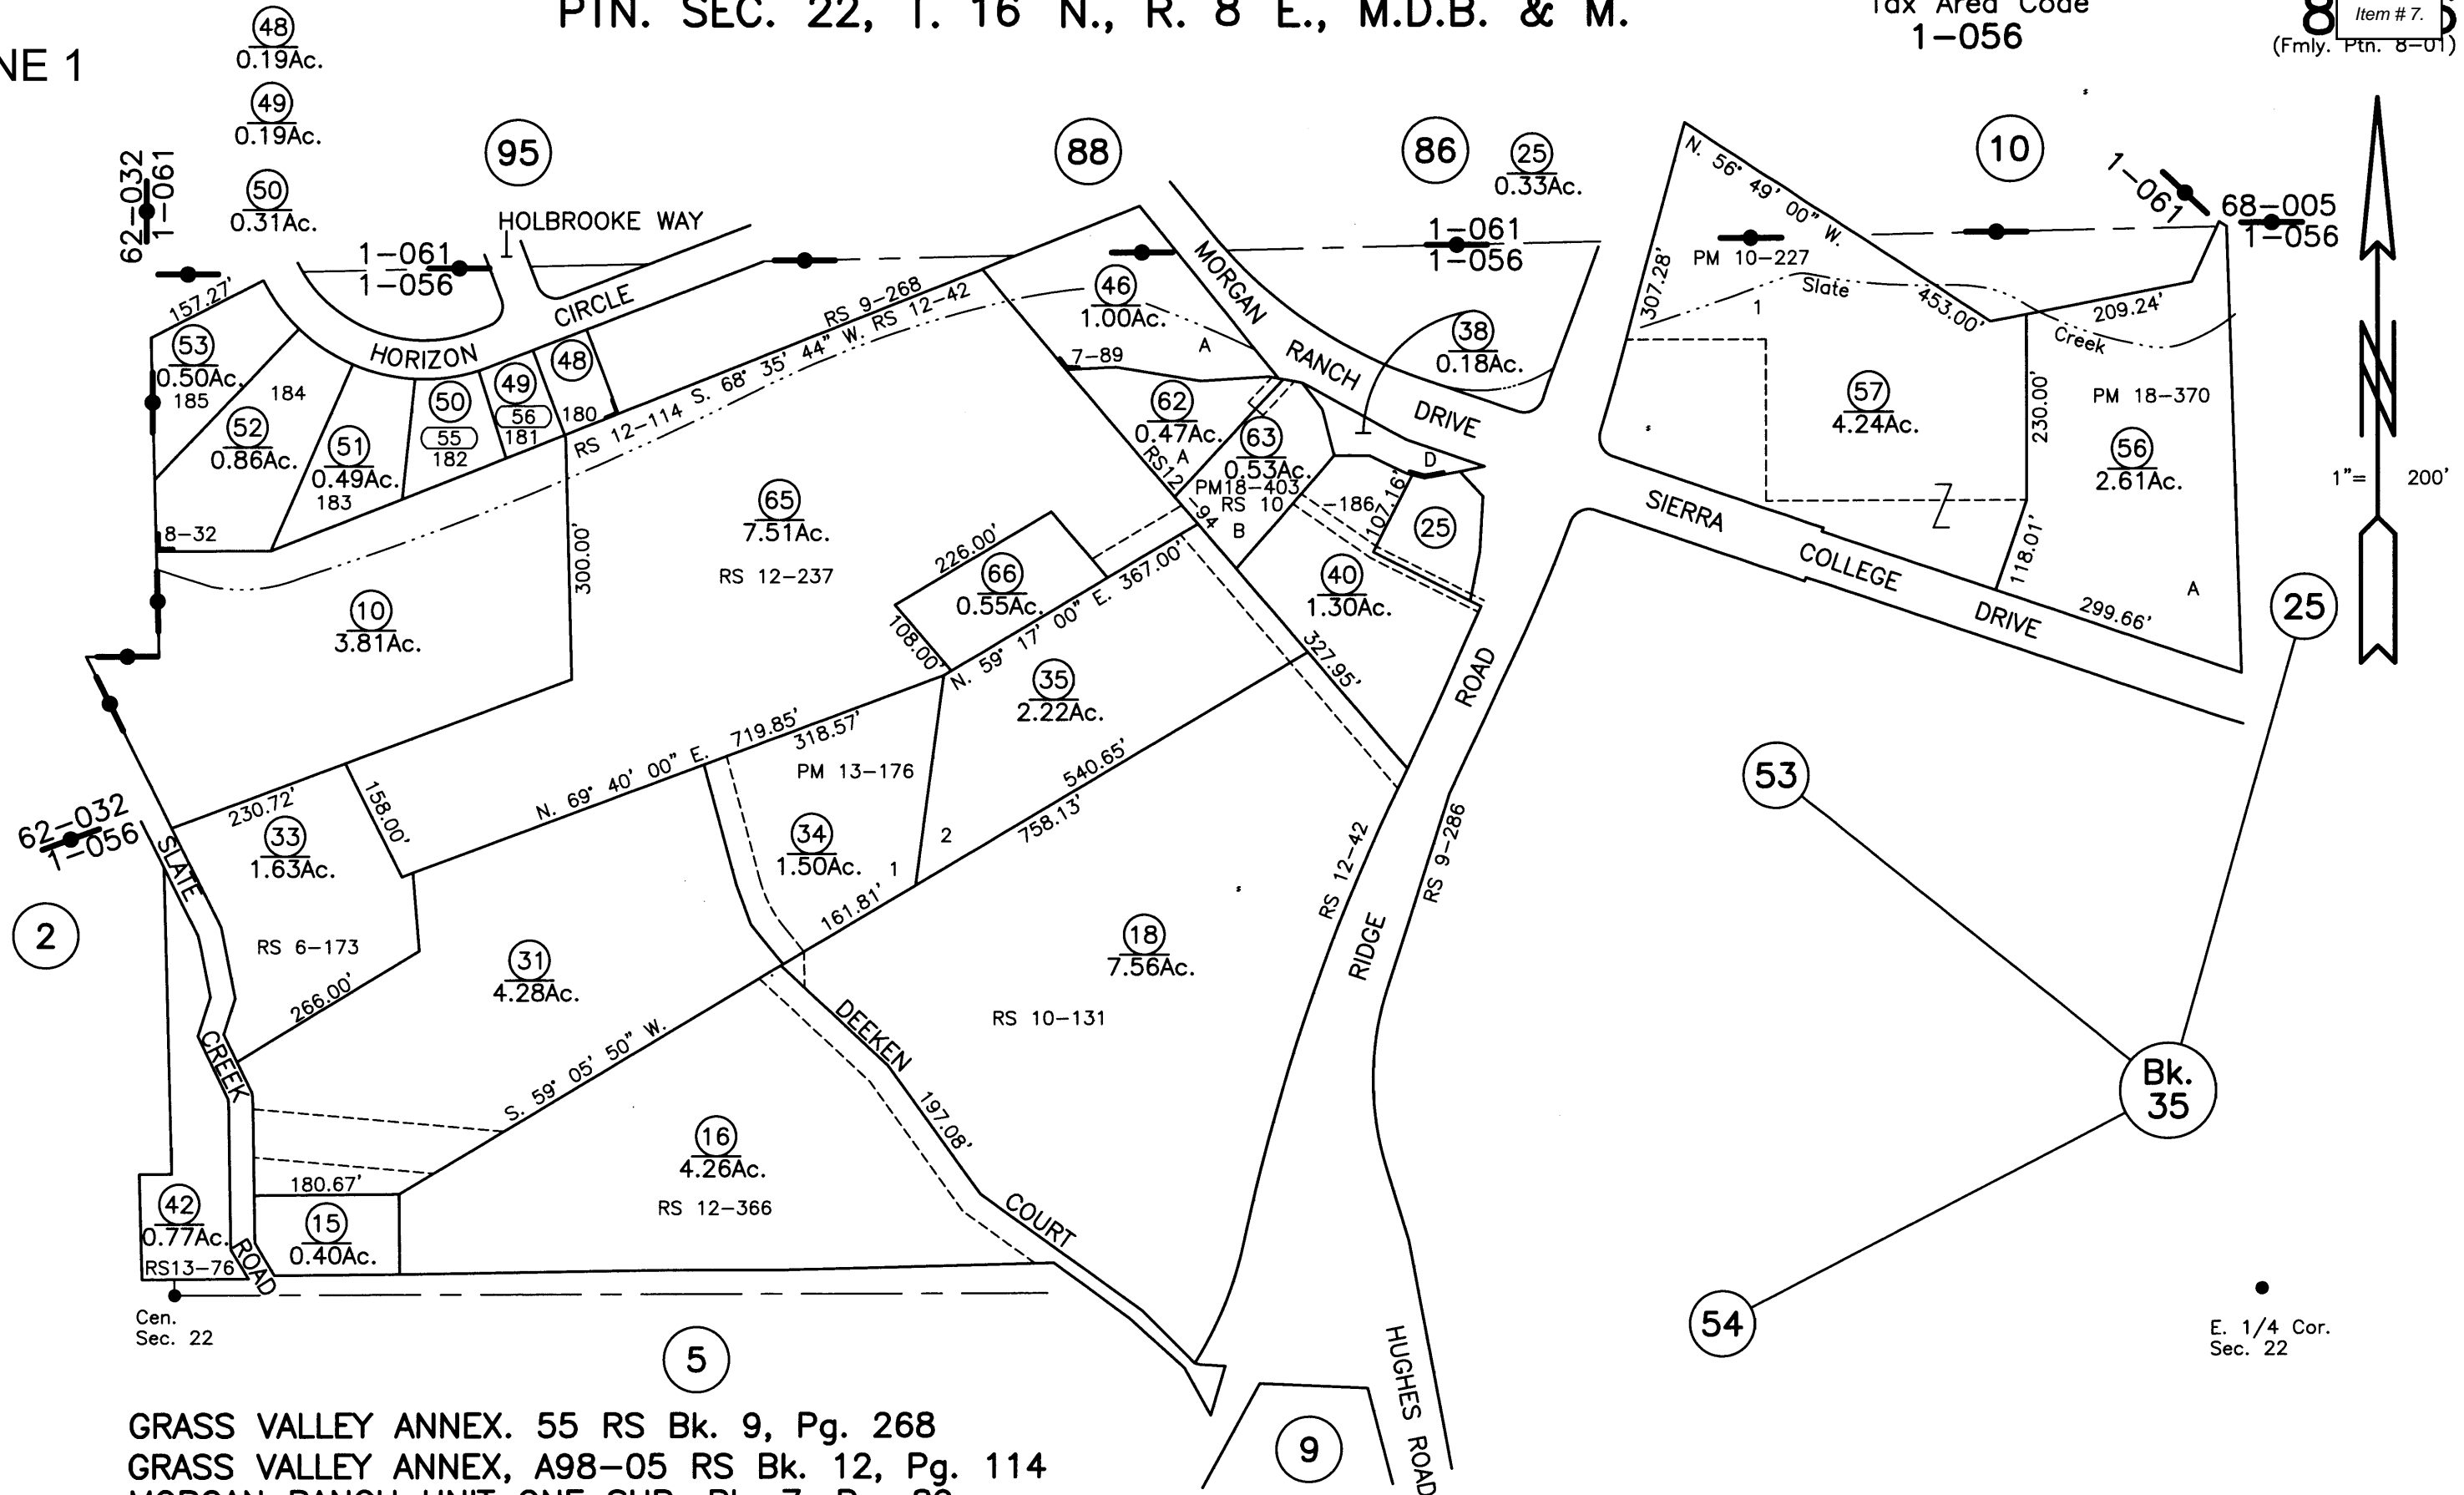 PTN. SEC. 22, T. 16 N., R. 8 E., M.D.B. & M.
Tax Area Code
1-056
8
Item # 7.
(Fmly. Ptn. 8-01)
NE 1
48
0.19Ac.
49
0.19Ac.
50
0.31Ac.
62-032
1-061
95
88
86
25
0.33Ac.
10
1-061
68-005
1-056
HOLBROOKE WAY
1-061
1-056
1-061
1-056
N. 56° 49' 00" W.
PM 10-227
307.28'
Slate
Creek
453.00'
209.24'
1
157.27'
HORIZON
CIRCLE
RS 9-268
RS 12-42
S. 68° 35' 44" W.
RS 12-114
53
0.50Ac.
185
184
52
0.86Ac.
51
0.49Ac.
183
50
55
182
49
56
181
48
180
8-32
46
1.00Ac.
A
7-89
MORGAN
RANCH
DRIVE
38
0.18Ac.
62
0.47Ac.
A
RS12
-94
63
0.53Ac.
PM18-403
RS 10
-186
B
D
107.16'
25
40
1.30Ac.
57
4.24Ac.
230.00'
PM 18-370
56
2.61Ac.
118.01'
A
299.66'
SIERRA
COLLEGE
DRIVE
1"= 200'
25
65
7.51Ac.
RS 12-237
300.00'
226.00'
66
0.55Ac.
108.00'
N. 59° 17' 00" E.
367.00'
10
3.81Ac.
35
2.22Ac.
327.95'
ROAD
719.85'
318.57'
N. 69° 40' 00" E.
PM 13-176
540.65'
758.13'
230.72'
158.00'
62-032
1-056
SLATE
33
1.63Ac.
34
1.50Ac.
1
2
161.81'
53
RS 12-42
RS 9-286
2
RS 6-173
31
4.28Ac.
266.00'
18
7.56Ac.
RS 10-131
RIDGE
CREEK
S. 59° 05' 50" W.
DEEKEN
197.08'
COURT
Bk.
35
16
4.26Ac.
RS 12-366
180.67'
42
0.77Ac.
RS13-76
15
0.40Ac.
ROAD
Cen.
Sec. 22
5
54
E. 1/4 Cor.
Sec. 22
HUGHES ROAD
9
GRASS VALLEY ANNEX. 55 RS Bk. 9, Pg. 268
GRASS VALLEY ANNEX, A98-05 RS Bk. 12, Pg. 114